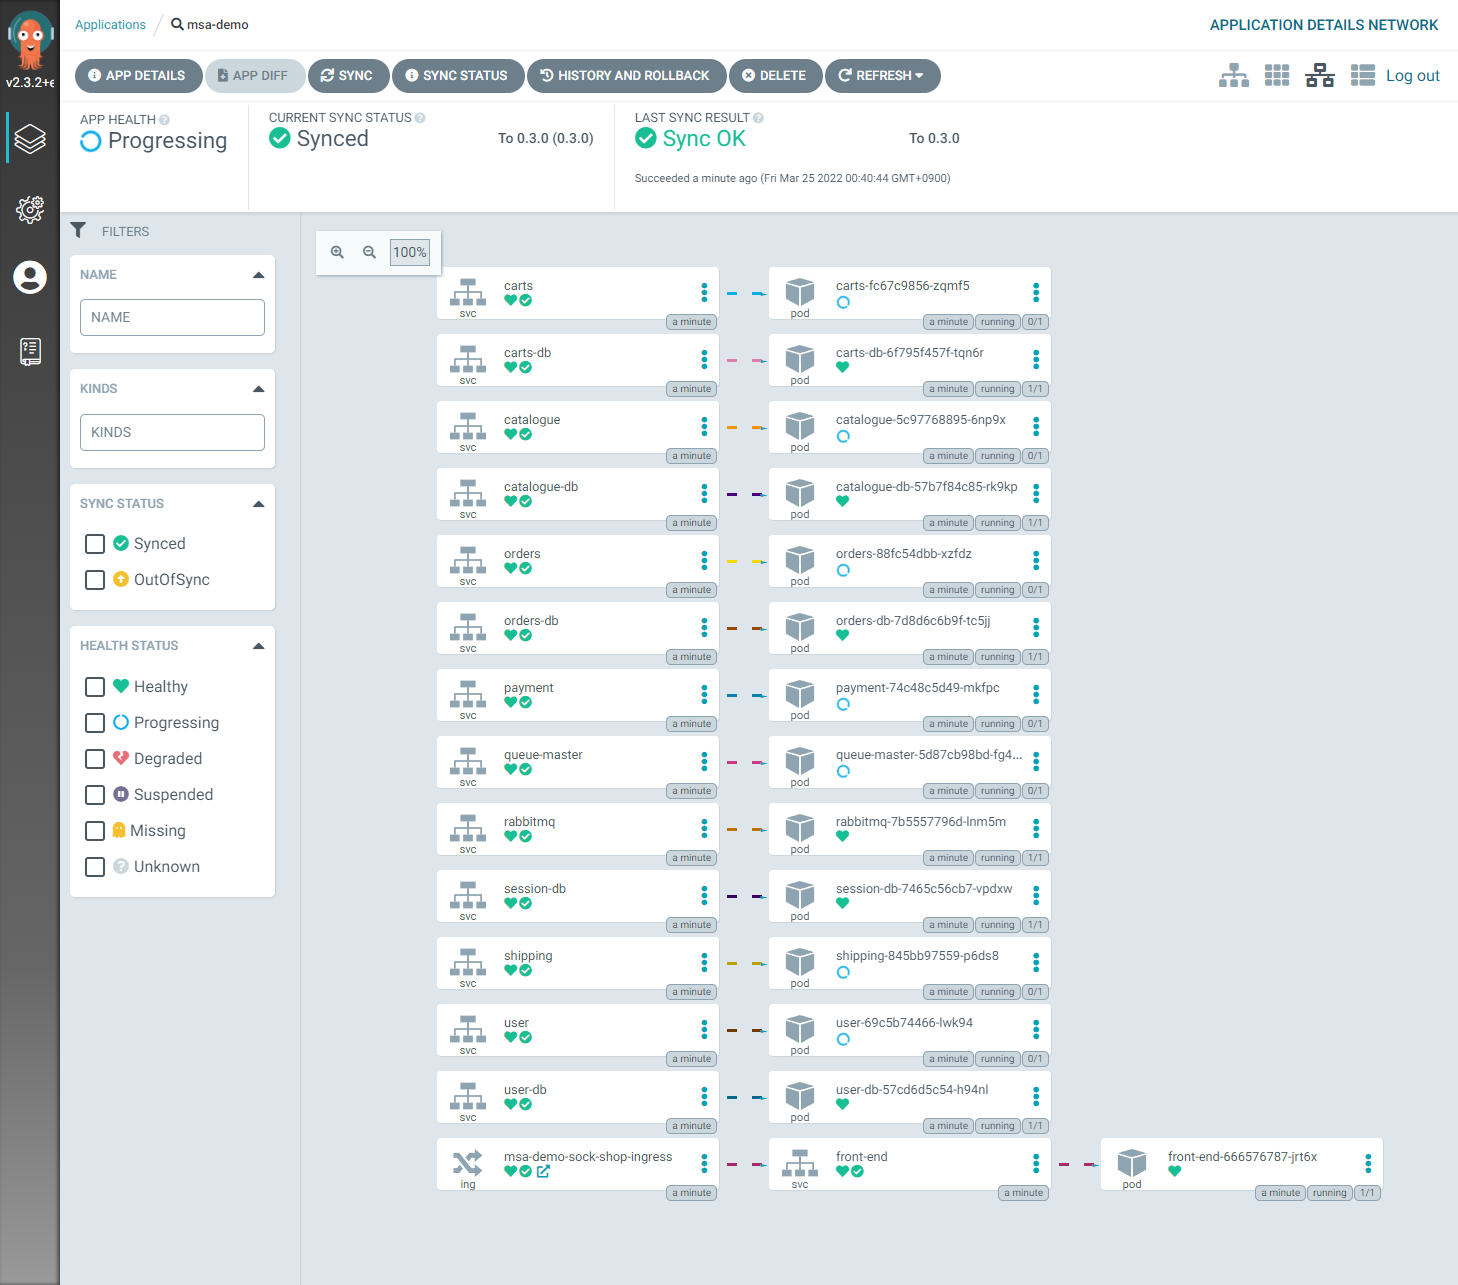 Applications / msa-demo
APPLICATION DETAILS NETWORK
v2.3.2+e
APP DETAILS
APP DIFF
SYNC
SYNC STATUS
HISTORY AND ROLLBACK
DELETE
REFRESH
Log out
APP HEALTH
Progressing
CURRENT SYNC STATUS
Synced
To 0.3.0 (0.3.0)
LAST SYNC RESULT
Sync OK
To 0.3.0
Succeeded a minute ago (Fri Mar 25 2022 00:40:44 GMT+0900)
FILTERS
NAME
NAME
KINDS
KINDS
SYNC STATUS
Synced
OutOfSync
HEALTH STATUS
Healthy
Progressing
Degraded
Suspended
Missing
Unknown
100%
carts
svc
a minute
carts-fc67c9856-zqmf5
pod
a minute running 0/1
carts-db
svc
a minute
carts-db-6f795f457f-tqn6r
pod
a minute running 1/1
catalogue
svc
a minute
catalogue-5c97768895-6np9x
pod
a minute running 0/1
catalogue-db
svc
a minute
catalogue-db-57b7f84c85-rk9kp
pod
a minute running 1/1
orders
svc
a minute
orders-88fc54dbb-xzfdz
pod
a minute running 0/1
orders-db
svc
a minute
orders-db-7d8d6c6b9f-tc5jj
pod
a minute running 1/1
payment
svc
a minute
payment-74c48c5d49-mkfpc
pod
a minute running 0/1
queue-master
svc
a minute
queue-master-5d87cb98bd-fg4...
pod
a minute running 0/1
rabbitmq
svc
a minute
rabbitmq-7b5557796d-lnm5m
pod
a minute running 1/1
session-db
svc
a minute
session-db-7465c56cb7-vpdxw
pod
a minute running 1/1
shipping
svc
a minute
shipping-845bb97559-p6ds8
pod
a minute running 0/1
user
svc
a minute
user-69c5b74466-lwk94
pod
a minute running 0/1
user-db
svc
a minute
user-db-57cd6d5c54-h94nl
pod
a minute running 1/1
msa-demo-sock-shop-ingress
ing
a minute
front-end
svc
a minute
front-end-666576787-jrt6x
pod
a minute running 1/1